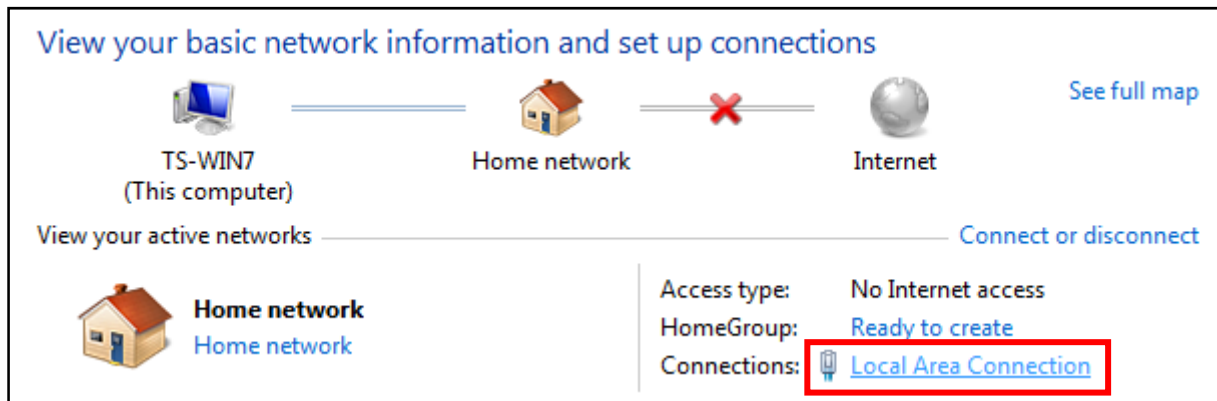 View your basic network information and set up connections
See full map
TS-WIN7
(This computer)
Home network
Internet
View your active networks
Connect or disconnect
Home network
Home network
Access type: No Internet access
HomeGroup: Ready to create
Connections: Local Area Connection